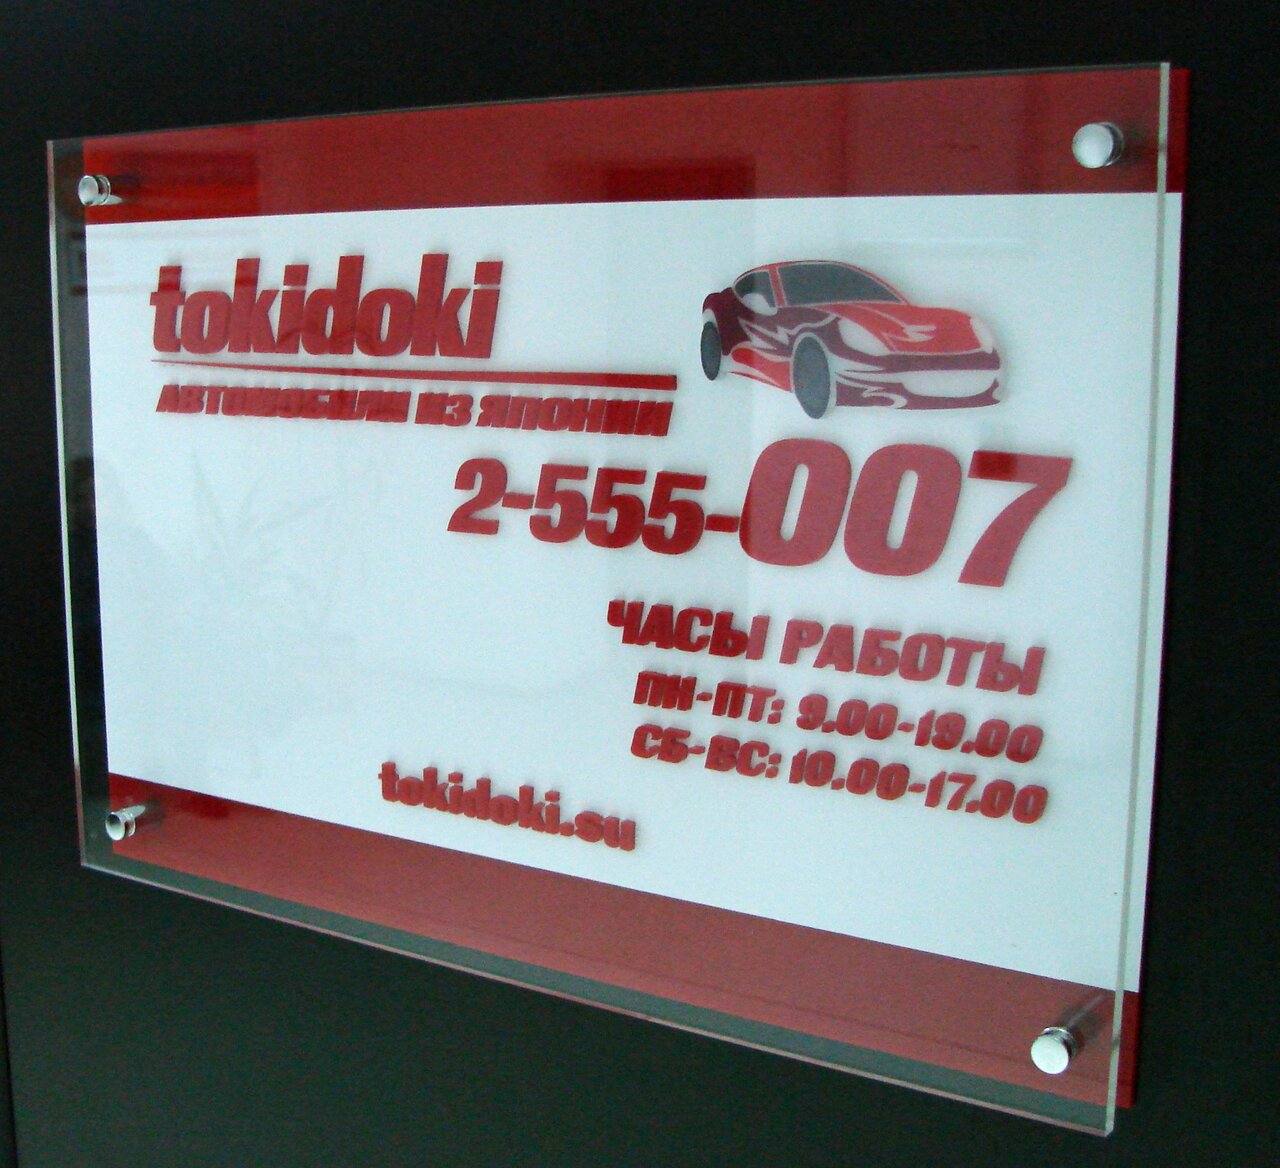 tokidoki
АВТОМОБИЛИ ИЗ ЯПОНИИ
2-555-007
ЧАСЫ РАБОТЫ
ПН-ПТ: 9.00-19.00
СБ-ВС: 10.00-17.00
tokidoki.su